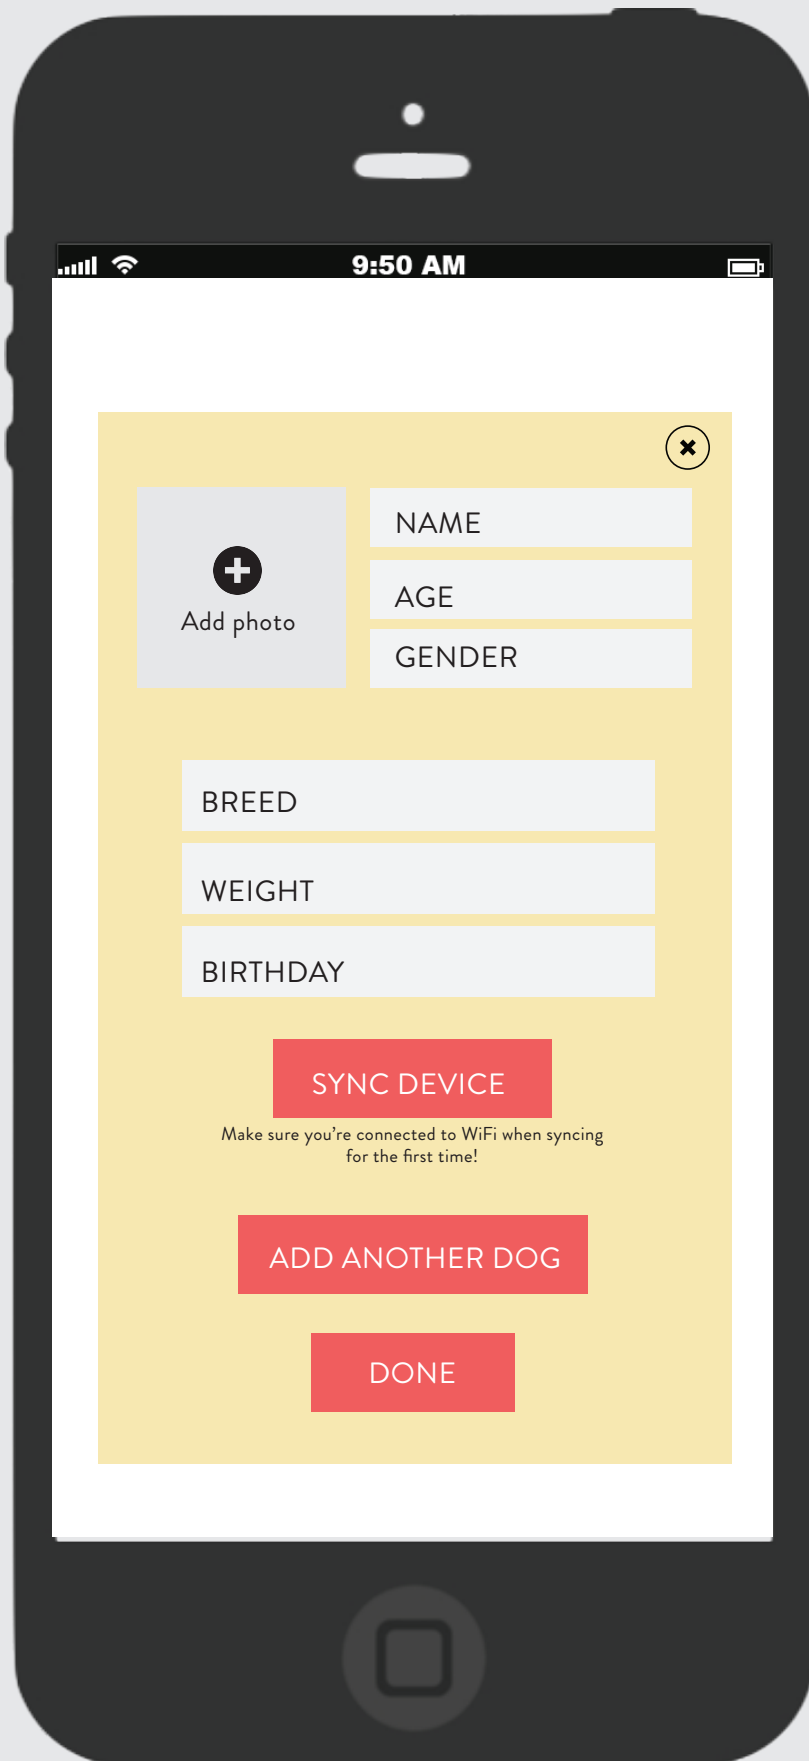 9:50 AM
NAME
AGE
Add photo
GENDER
BREED
WEIGHT
BIRTHDAY
SYNC DEVICE
Make sure you're connected to WiFi when syncing
for the first time!
ADD ANOTHER DOG
DONE